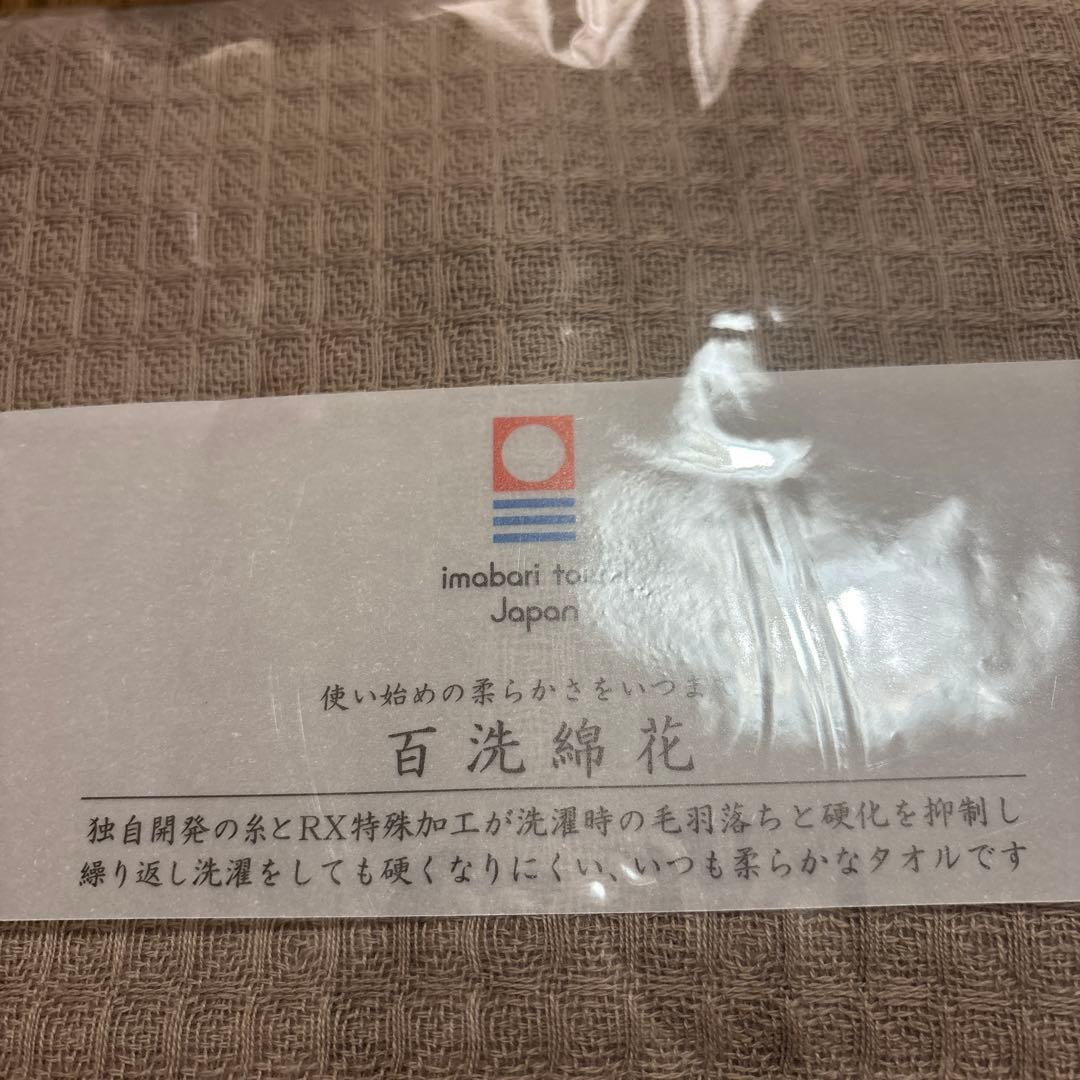 imabari
Japan
使い始めの柔らかさをいつま
百洗綿花
独自開発の糸とRX特殊加工が洗濯時の毛羽落ちと硬化を抑制し
繰り返し洗濯をしても硬くなりにくい、いつも柔らかなタオルです